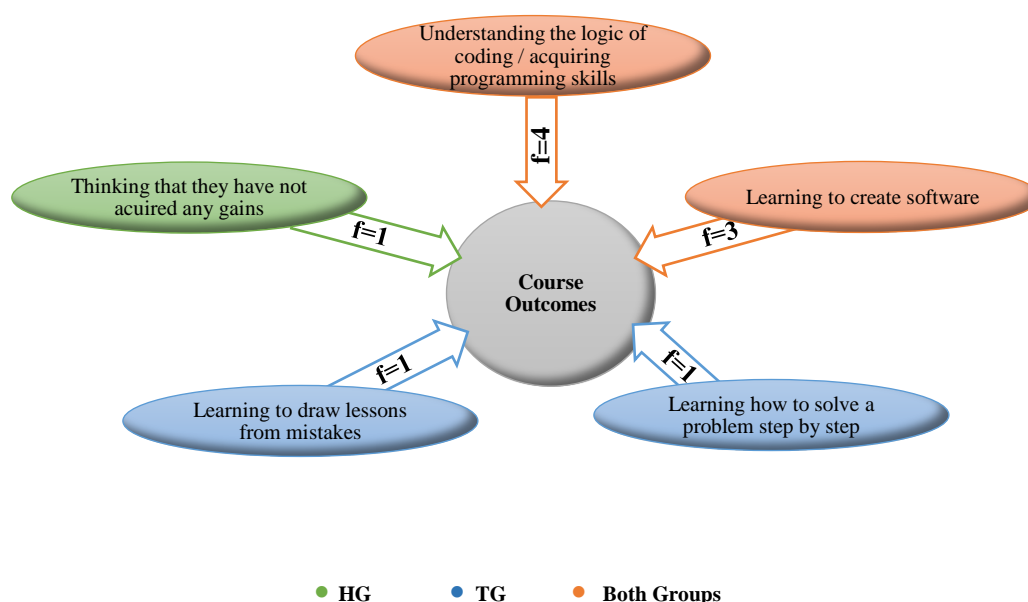 Understanding the logic of
coding / acquiring
programming skills
f=4
Thinking that they have not
acuired any gains
f=1
Learning to create software
f=3
Course
Outcomes
f=1
Learning to draw lessons
from mistakes
f=1
Learning how to solve a
problem step by step
HG
TG
Both Groups